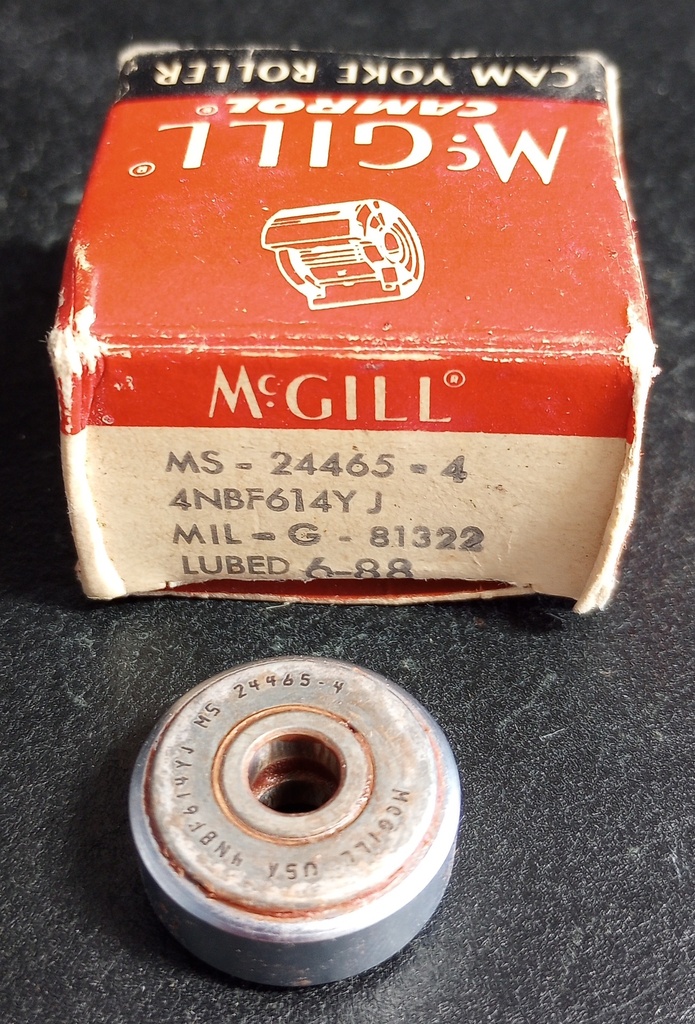 CAM YOKE ROLLER
CAMROL®
McGILL®
McGILL®
MS - 24465 - 4
4NBF614Y J
MIL - G - 81322
LUBED 6-88
McGILL USA 4NBF614YJ MS 24465-4